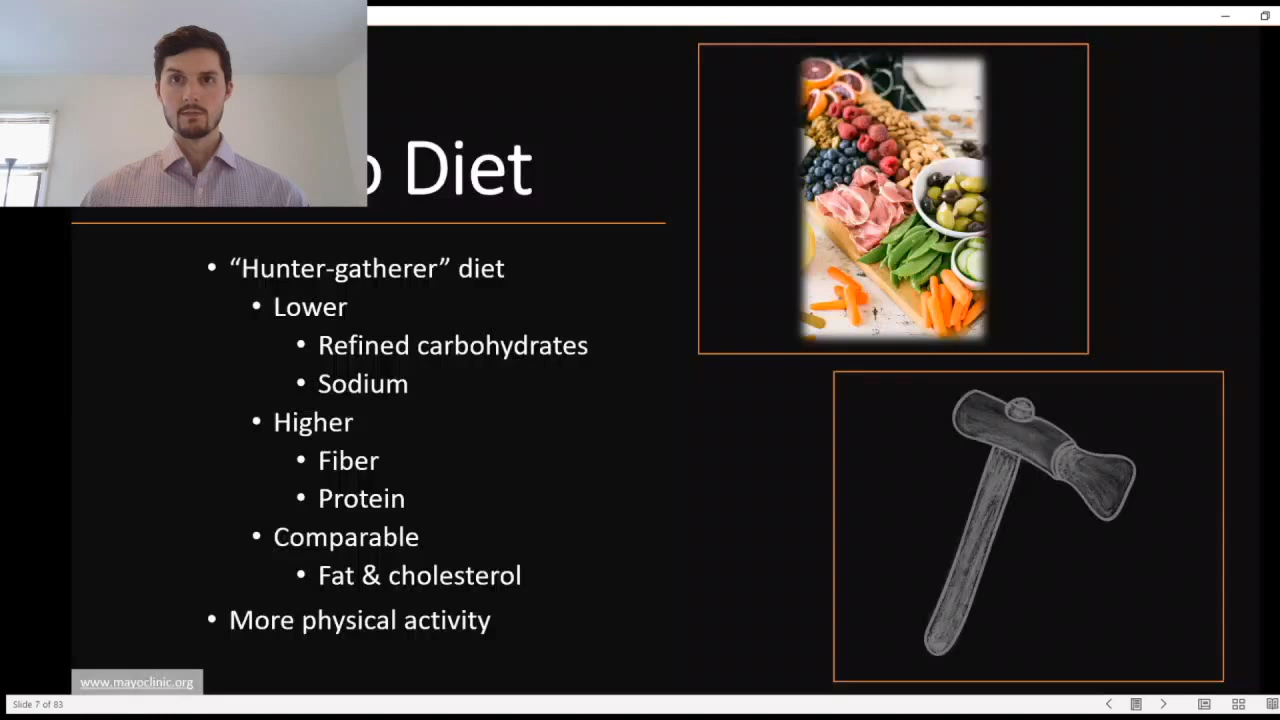 Diet
• “Hunter-gatherer” diet
• Lower
• Refined carbohydrates
• Sodium
• Higher
• Fiber
• Protein
• Comparable
• Fat & cholesterol
• More physical activity
www.mayoclinic.org
Slide 7 of 83